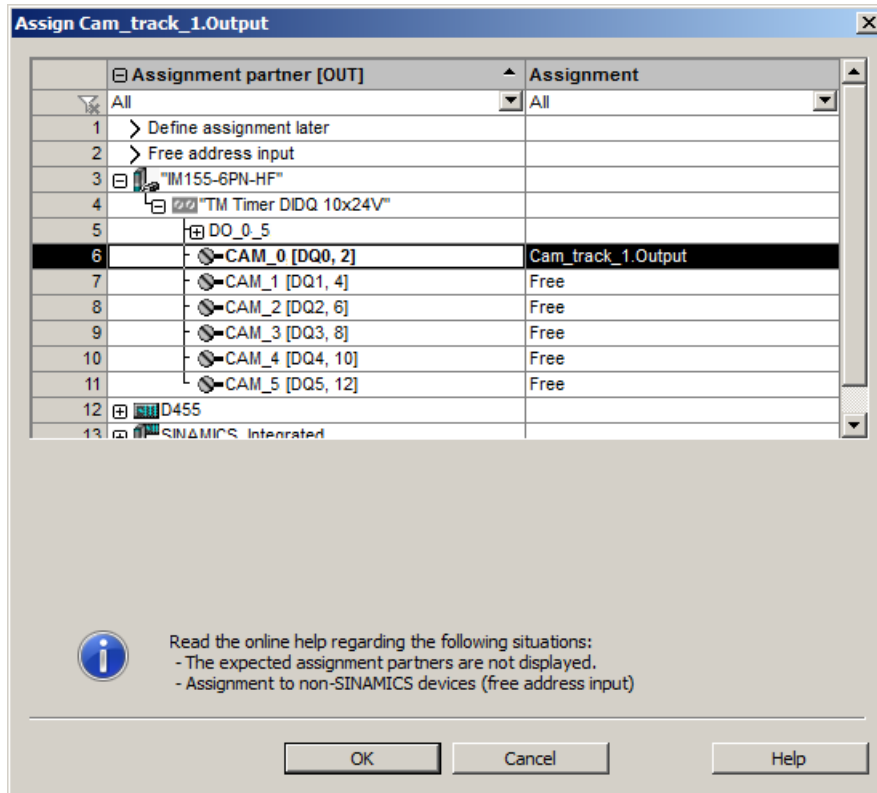 Assign Cam_track_1.Output
Assignment partner [OUT] Assignment
All All
1 Define assignment later
2 Free address input
3 "IM155-6PN-HF"
4 "TM Timer DIDQ 10x24V"
5 DO_0_5
6 CAM_0 [DQ0, 2] Cam_track_1.Output
7 CAM_1 [DQ1, 4] Free
8 CAM_2 [DQ2, 6] Free
9 CAM_3 [DQ3, 8] Free
10 CAM_4 [DQ4, 10] Free
11 CAM_5 [DQ5, 12] Free
12 D455
13 SINAMICS_Integrated
Read the online help regarding the following situations:
- The expected assignment partners are not displayed.
- Assignment to non-SINAMICS devices (free address input)
OK Cancel Help